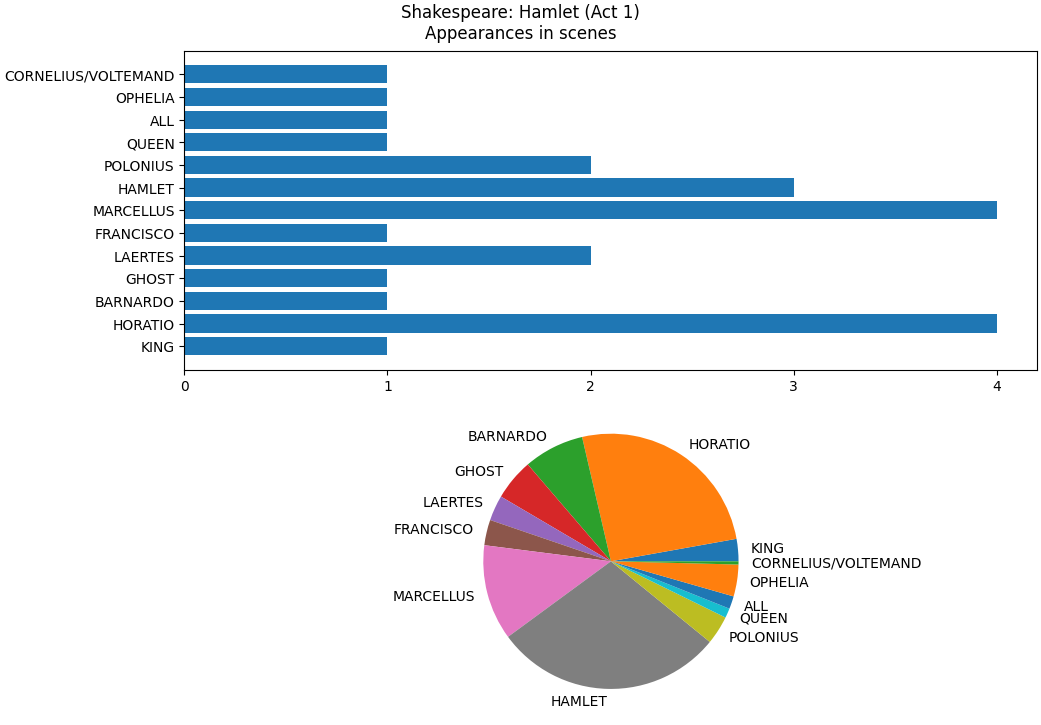 Shakespeare: Hamlet (Act 1)
Appearances in scenes
CORNELIUS/VOLTEMAND
OPHELIA
ALL
QUEEN
POLONIUS
HAMLET
MARCELLUS
FRANCISCO
LAERTES
GHOST
BARNARDO
HORATIO
KING
0 1 2 3 4
BARNARDO
HORATIO
GHOST
LAERTES
FRANCISCO
KING
CORNELIUS/VOLTEMAND
OPHELIA
MARCELLUS
ALL
QUEEN
POLONIUS
HAMLET